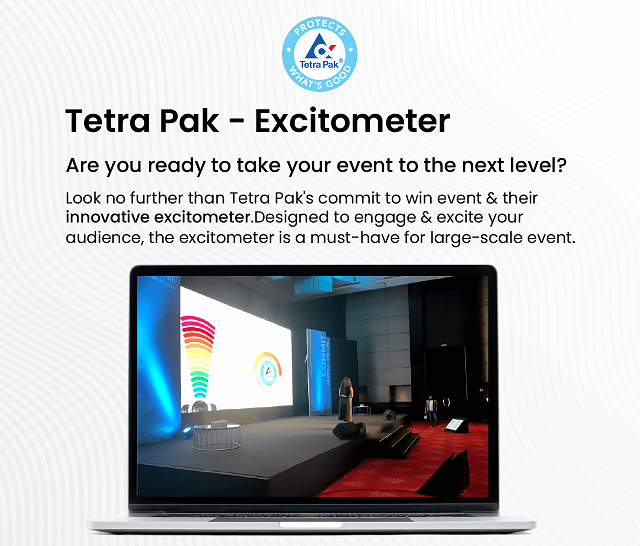 PROTECTS
Tetra Pak®
WHAT'S GOOD
Tetra Pak - Excitometer
Are you ready to take your event to the next level?
Look no further than Tetra Pak's commit to win event & their
innovative excitometer.Designed to engage & excite your
audience, the excitometer is a must-have for large-scale event.
COMMIT